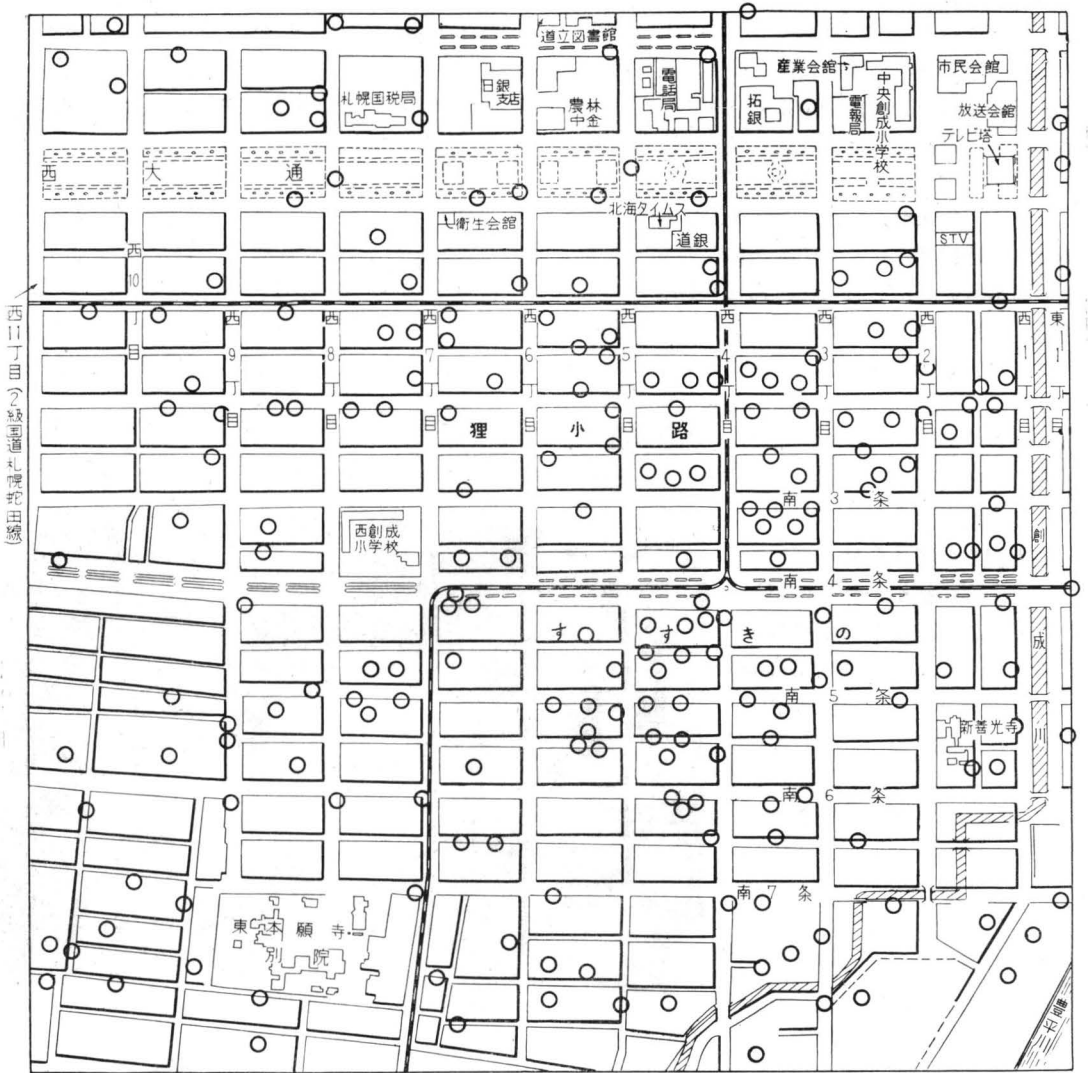 道立図書館
産業会館
市民会館
日銀支店
札幌国税局
農林中金
電話局
拓銀
電報局
中央創成小学校
放送会館
テレビ塔
西 大 通
衛生会館
北海タイムス
道銀
STV
西11丁目(2級国道札幌蛇田線)
西10丁目
西9丁目
西8丁目
西7丁目
西6丁目
西5丁目
西4丁目
西3丁目
西2丁目
西1丁目
東1丁目
狸 小 路
南 3 条
西創成小学校
南 4 条
す す き の
南 5 条
新善光寺
創成川
南 6 条
南 7 条
東本願寺別院
豊平川